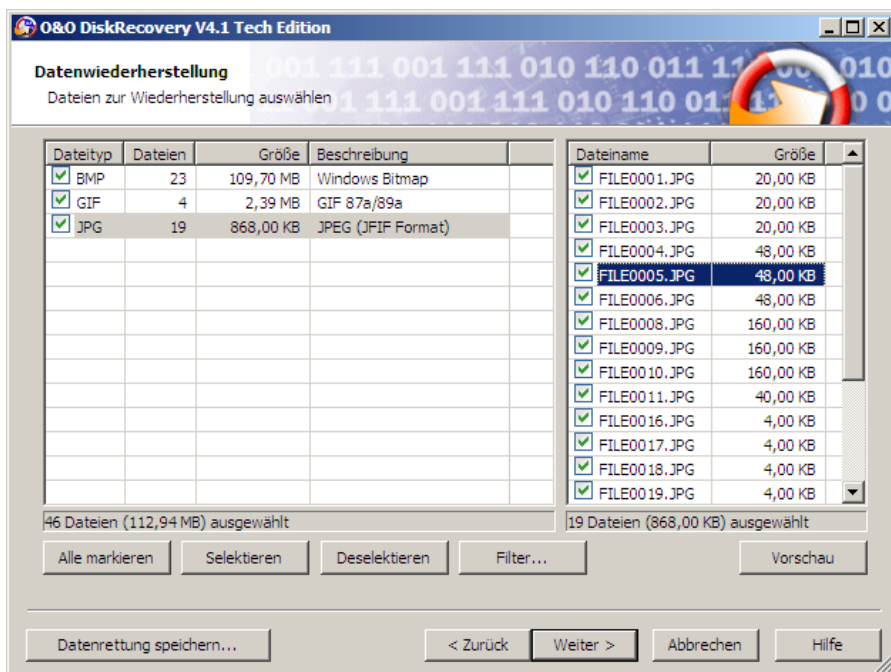 O&O DiskRecovery V4.1 Tech Edition
Datenwiederherstellung
Dateien zur Wiederherstellung auswählen
001 111 001 111 010 110 011 11
010
1 111 001 111 010 110 01
Dateityp Dateien Größe Beschreibung
BMP 23 109,70 MB Windows Bitmap
GIF 4 2,39 MB GIF 87a/89a
JPG 19 868,00 KB JPEG (JFIF Format)
46 Dateien (112,94 MB) ausgewählt
Dateiname Größe
FILE0001.JPG 20,00 KB
FILE0002.JPG 20,00 KB
FILE0003.JPG 20,00 KB
FILE0004.JPG 48,00 KB
FILE0005.JPG 48,00 KB
FILE0006.JPG 48,00 KB
FILE0008.JPG 160,00 KB
FILE0009.JPG 160,00 KB
FILE0010.JPG 160,00 KB
FILE0011.JPG 40,00 KB
FILE0016.JPG 4,00 KB
FILE0017.JPG 4,00 KB
FILE0018.JPG 4,00 KB
FILE0019.JPG 4,00 KB
19 Dateien (868,00 KB) ausgewählt
Alle markieren Selektieren Deselektieren Filter... Vorschau
Datenrettung speichern... < Zurück Weiter > Abbrechen Hilfe